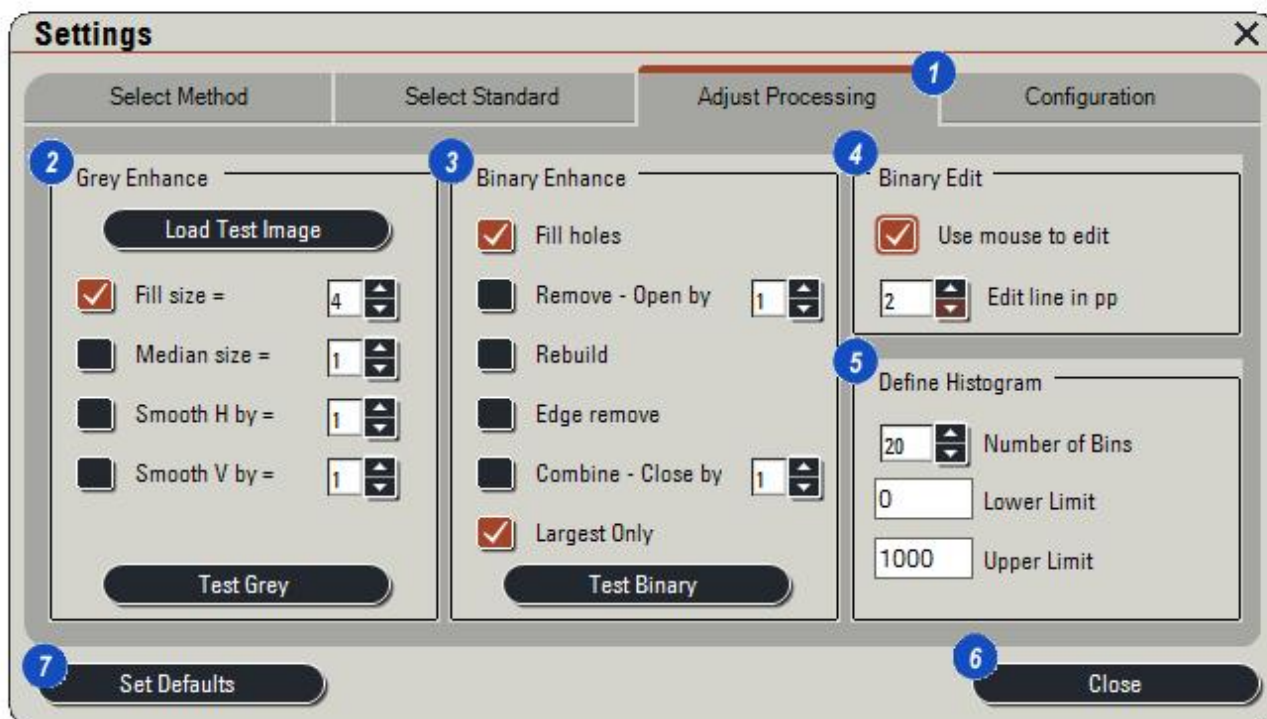 Settings
Select Method Select Standard Adjust Processing 1 Configuration
2 Grey Enhance
Load Test Image
Fill size = 4
Median size = 1
Smooth H by = 1
Smooth V by = 1
Test Grey
3 Binary Enhance
Fill holes
Remove - Open by 1
Rebuild
Edge remove
Combine - Close by 1
Largest Only
Test Binary
4 Binary Edit
Use mouse to edit
2 Edit line in pp
5 Define Histogram
20 Number of Bins
0 Lower Limit
1000 Upper Limit
7 Set Defaults
6 Close